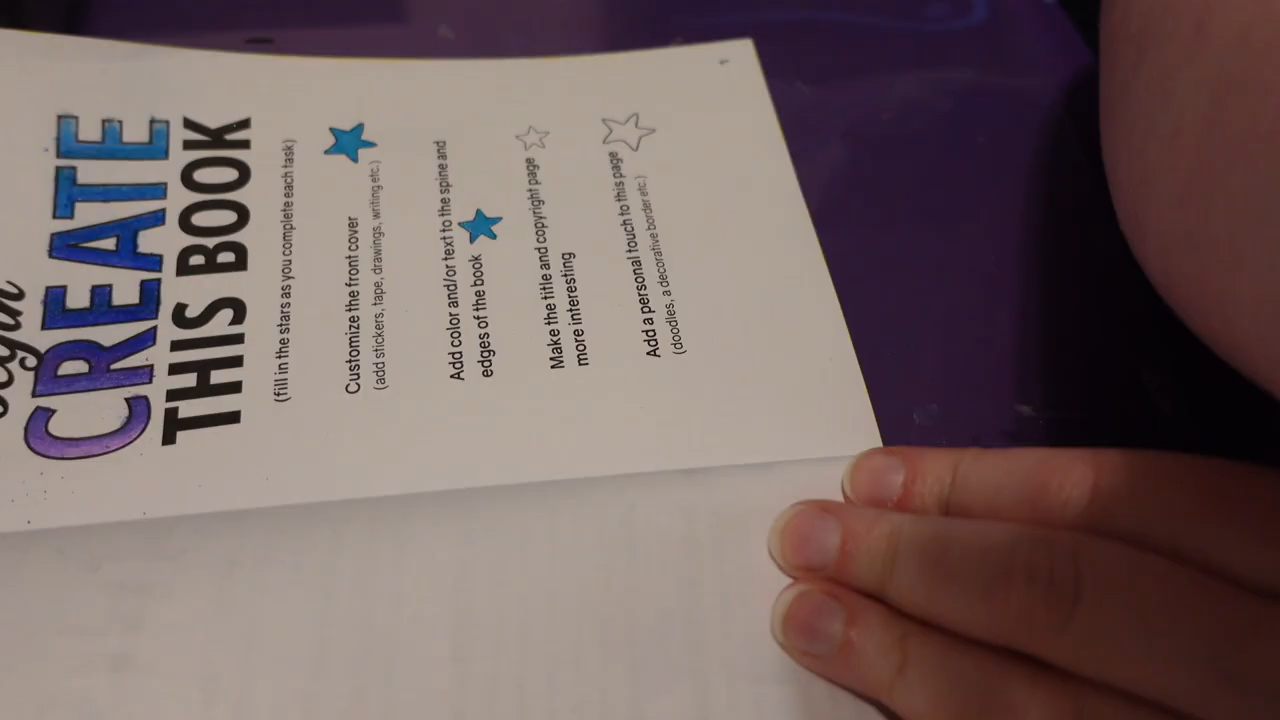 CREATE
THIS BOOK
(fill in the stars as you complete each task)
Customize the front cover
(add stickers, tape, drawings, writing etc.)
Add color and/or text to the spine and
edges of the book
Make the title and copyright page
more interesting
Add a personal touch to this page
(doodles, a decorative border etc.)